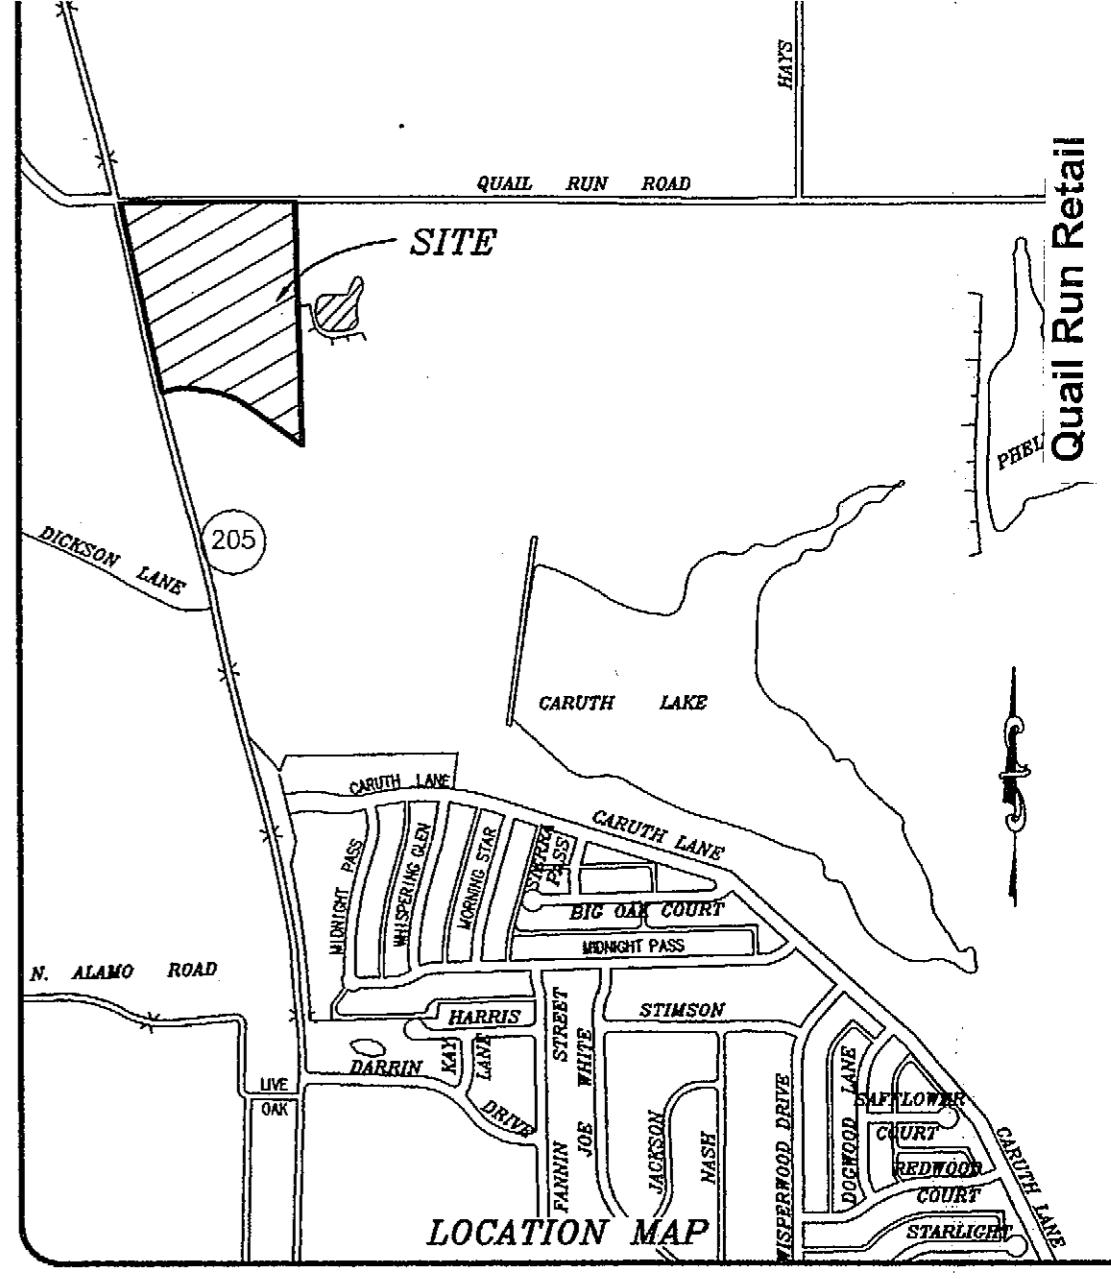 HAYS
QUAIL RUN ROAD
Quail Run Retail
SITE
PHEL
205
DICKSON LANE
CARUTH LAKE
CARUTH LANE
CARUTH LANE
MIDNIGHT PASS
WHISPERING GLEN
MORNING STAR
SIERRA
PASS
BIG OAK COURT
MIDNIGHT PASS
N. ALAMO ROAD
HARRIS
STIMSON
KAY
LANE
DARRIN
DRIVE
LIVE
OAK
FANNIN STREET
JOE WHITE
JACKSON
NASH
WISPERWOOD DRIVE
DOGWOOD LANE
SAFFLOWER
COURT
REDWOOD
COURT
STARLIGHT
CARUTH LANE
LOCATION MAP